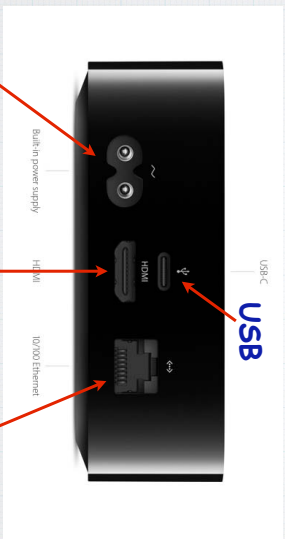 USB-C
USB
HDMI
Built-in power supply
HDMI
10/100 Ethernet